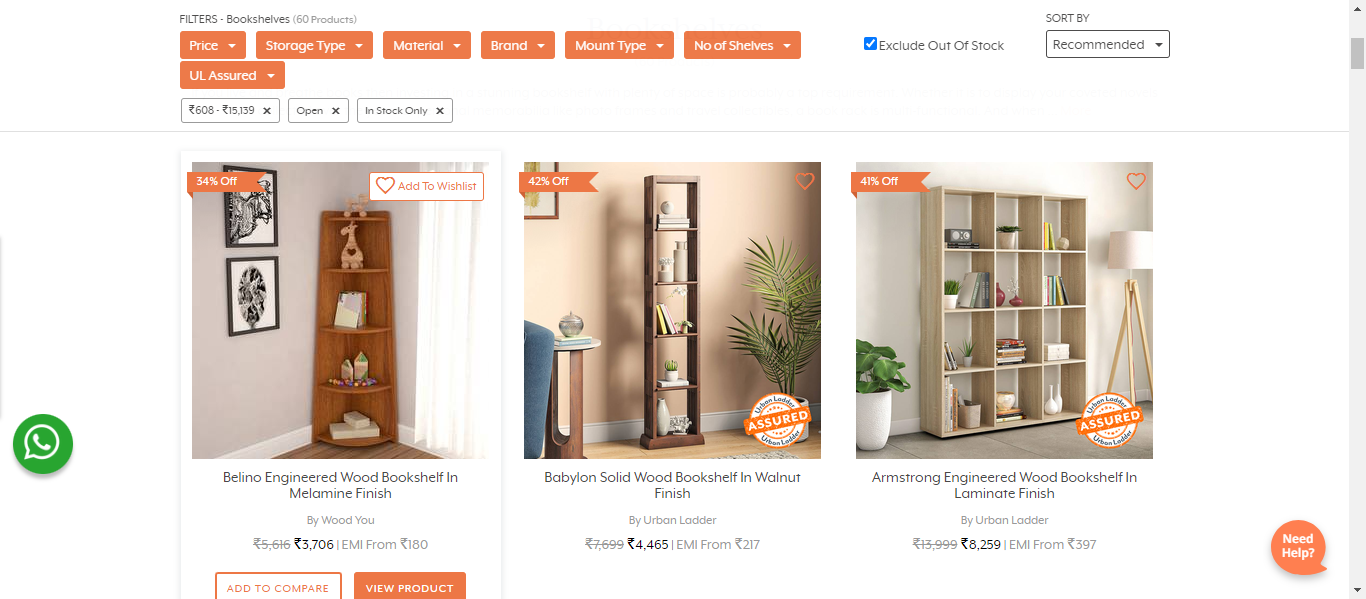 FILTERS - Bookshelves (60 Products)
SORT BY
Price
Storage Type
Material
Brand
Mount Type
No of Shelves
Exclude Out Of Stock
Recommended
UL Assured
₹608 - ₹15,139 ×
Open ×
In Stock Only ×
34% Off
Add To Wishlist
42% Off
41% Off
Urban Ladder
ASSURED
Urban Ladder
Urban Ladder
ASSURED
Urban Ladder
Belino Engineered Wood Bookshelf In
Melamine Finish
By Wood You
₹5,616 ₹3,706 | EMI From ₹180
ADD TO COMPARE
VIEW PRODUCT
Babylon Solid Wood Bookshelf In Walnut
Finish
By Urban Ladder
₹7,699 ₹4,465 | EMI From ₹217
Armstrong Engineered Wood Bookshelf In
Laminate Finish
By Urban Ladder
₹13,999 ₹8,259 | EMI From ₹397
Need
Help?